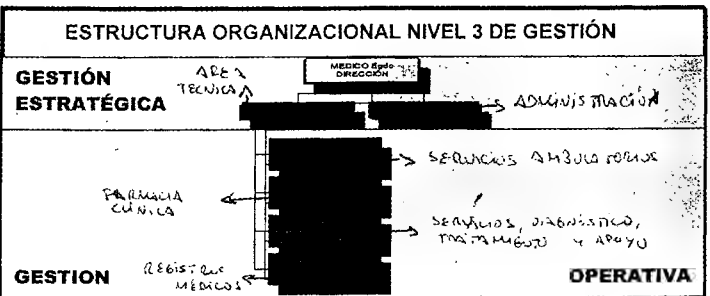 ESTRUCTURA ORGANIZACIONAL NIVEL 3 DE GESTIÓN
MEDICO Egdo
DIRECCIÓN
GESTIÓN
ESTRATÉGICA
AREA
TECNICA
ADMINISTRACIÓN
SERVICIOS AMBULATORIOS
FARMACIA
CLÍNICA
SERVICIOS, DIAGNÓSTICO,
TRATAMIENTO Y APOYO
REGISTROS
MÉDICOS
GESTION
OPERATIVA